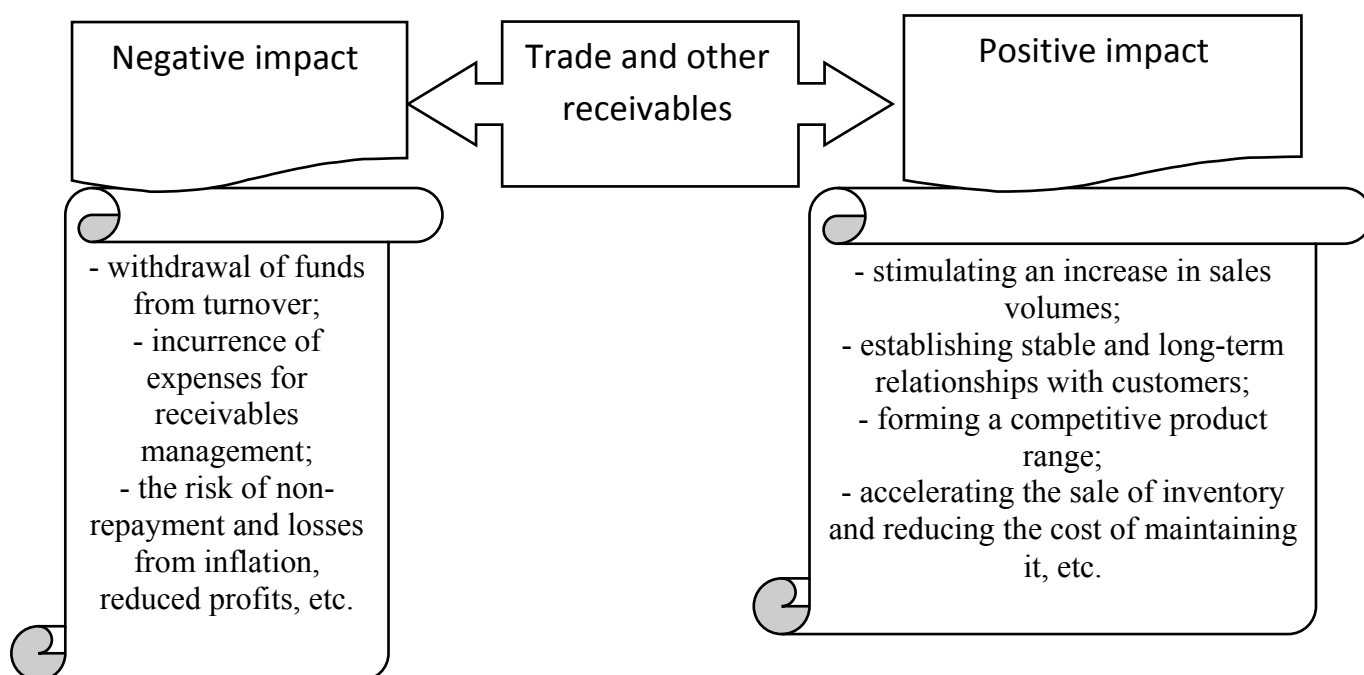 Negative impact
Trade and other
receivables
Positive impact
- withdrawal of funds
from turnover;
- incurrence of
expenses for
receivables
management;
- the risk of non-
repayment and losses
from inflation,
reduced profits, etc.
- stimulating an increase in sales
volumes;
- establishing stable and long-term
relationships with customers;
- forming a competitive product
range;
- accelerating the sale of inventory
and reducing the cost of maintaining
it, etc.